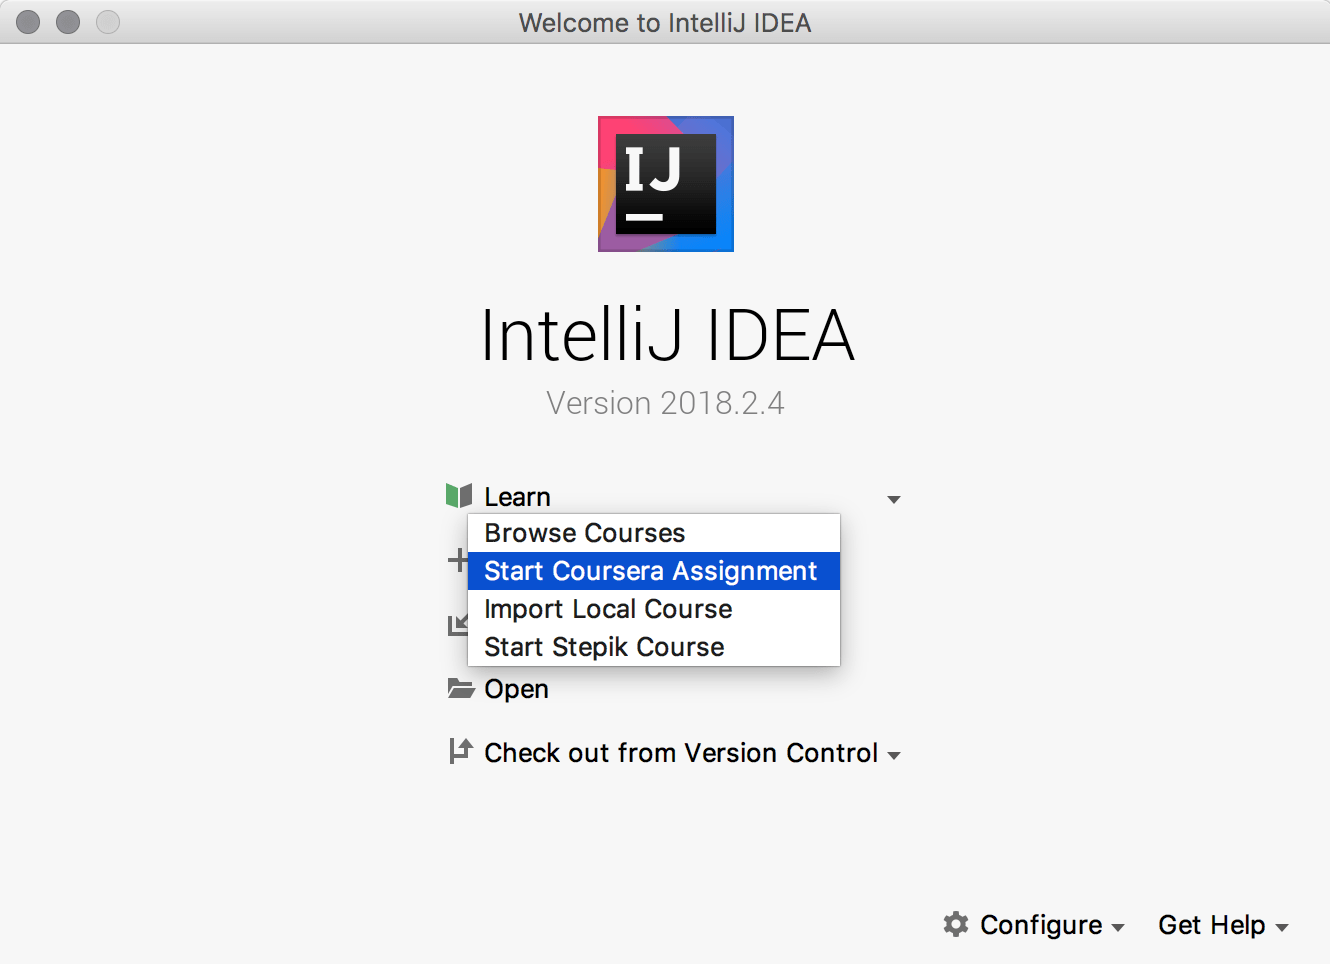 Welcome to IntelliJ IDEA
IJ
IntelliJ IDEA
Version 2018.2.4
Learn
Browse Courses
Start Coursera Assignment
Import Local Course
Start Stepik Course
Open
Check out from Version Control
Configure
Get Help